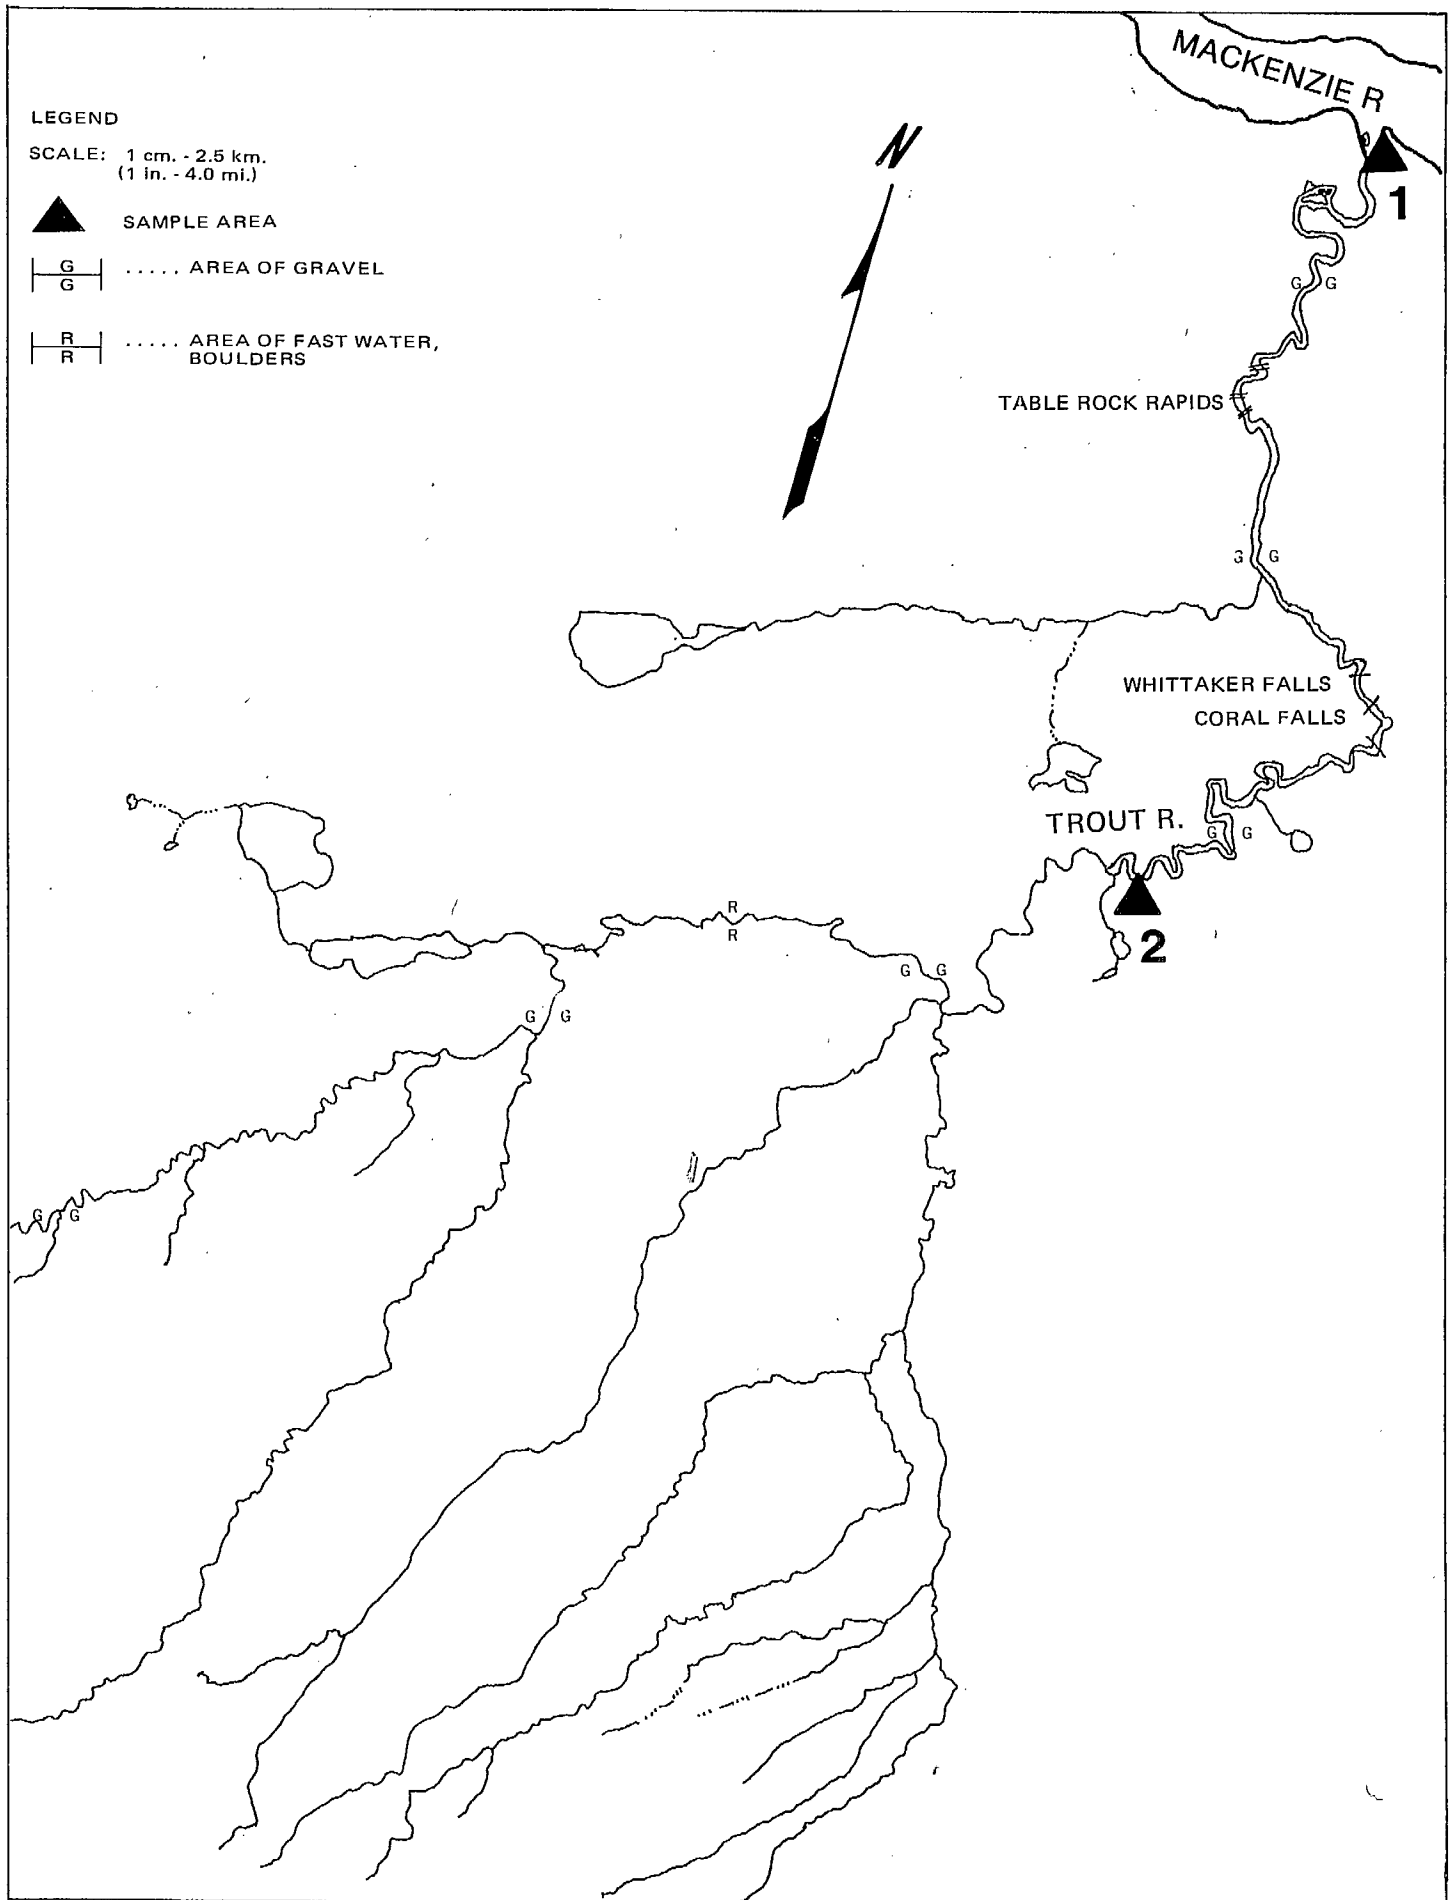 MACKENZIE R
LEGEND
SCALE: 1 cm. - 2.5 km.
(1 in. - 4.0 mi.)
SAMPLE AREA
G
G
..... AREA OF GRAVEL
R
R
..... AREA OF FAST WATER,
BOULDERS
N
1
G G
TABLE ROCK RAPIDS
G G
WHITTAKER FALLS
CORAL FALLS
TROUT R.
G G
2
R
R
G G
G G
G G